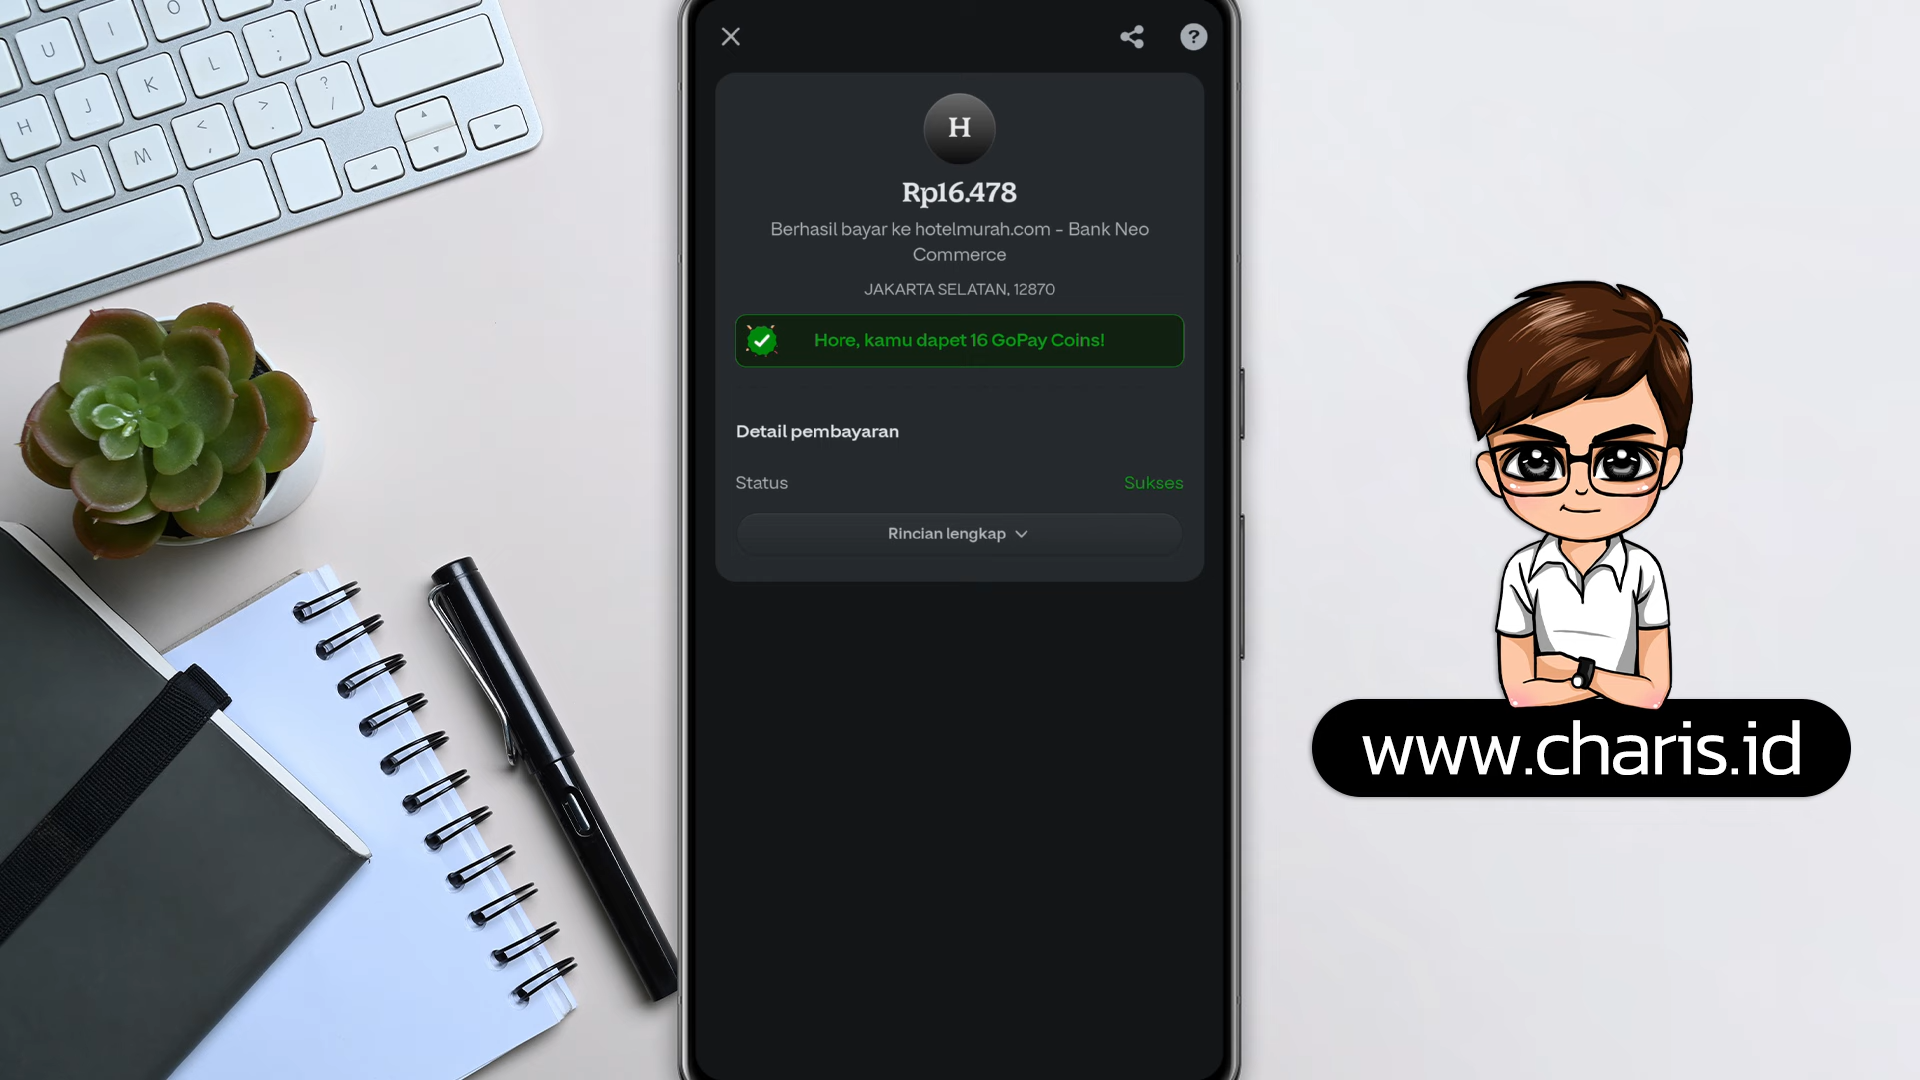 U
I
O
"
'
H
J
K
L
:
;
B
N
M
<
,
>
.
?
/
?
H
Rp16.478
Berhasil bayar ke hotelmurah.com - Bank Neo
Commerce
JAKARTA SELATAN, 12870
Hore, kamu dapet 16 GoPay Coins!
Detail pembayaran
Status
Sukses
Rincian lengkap
www.charis.id